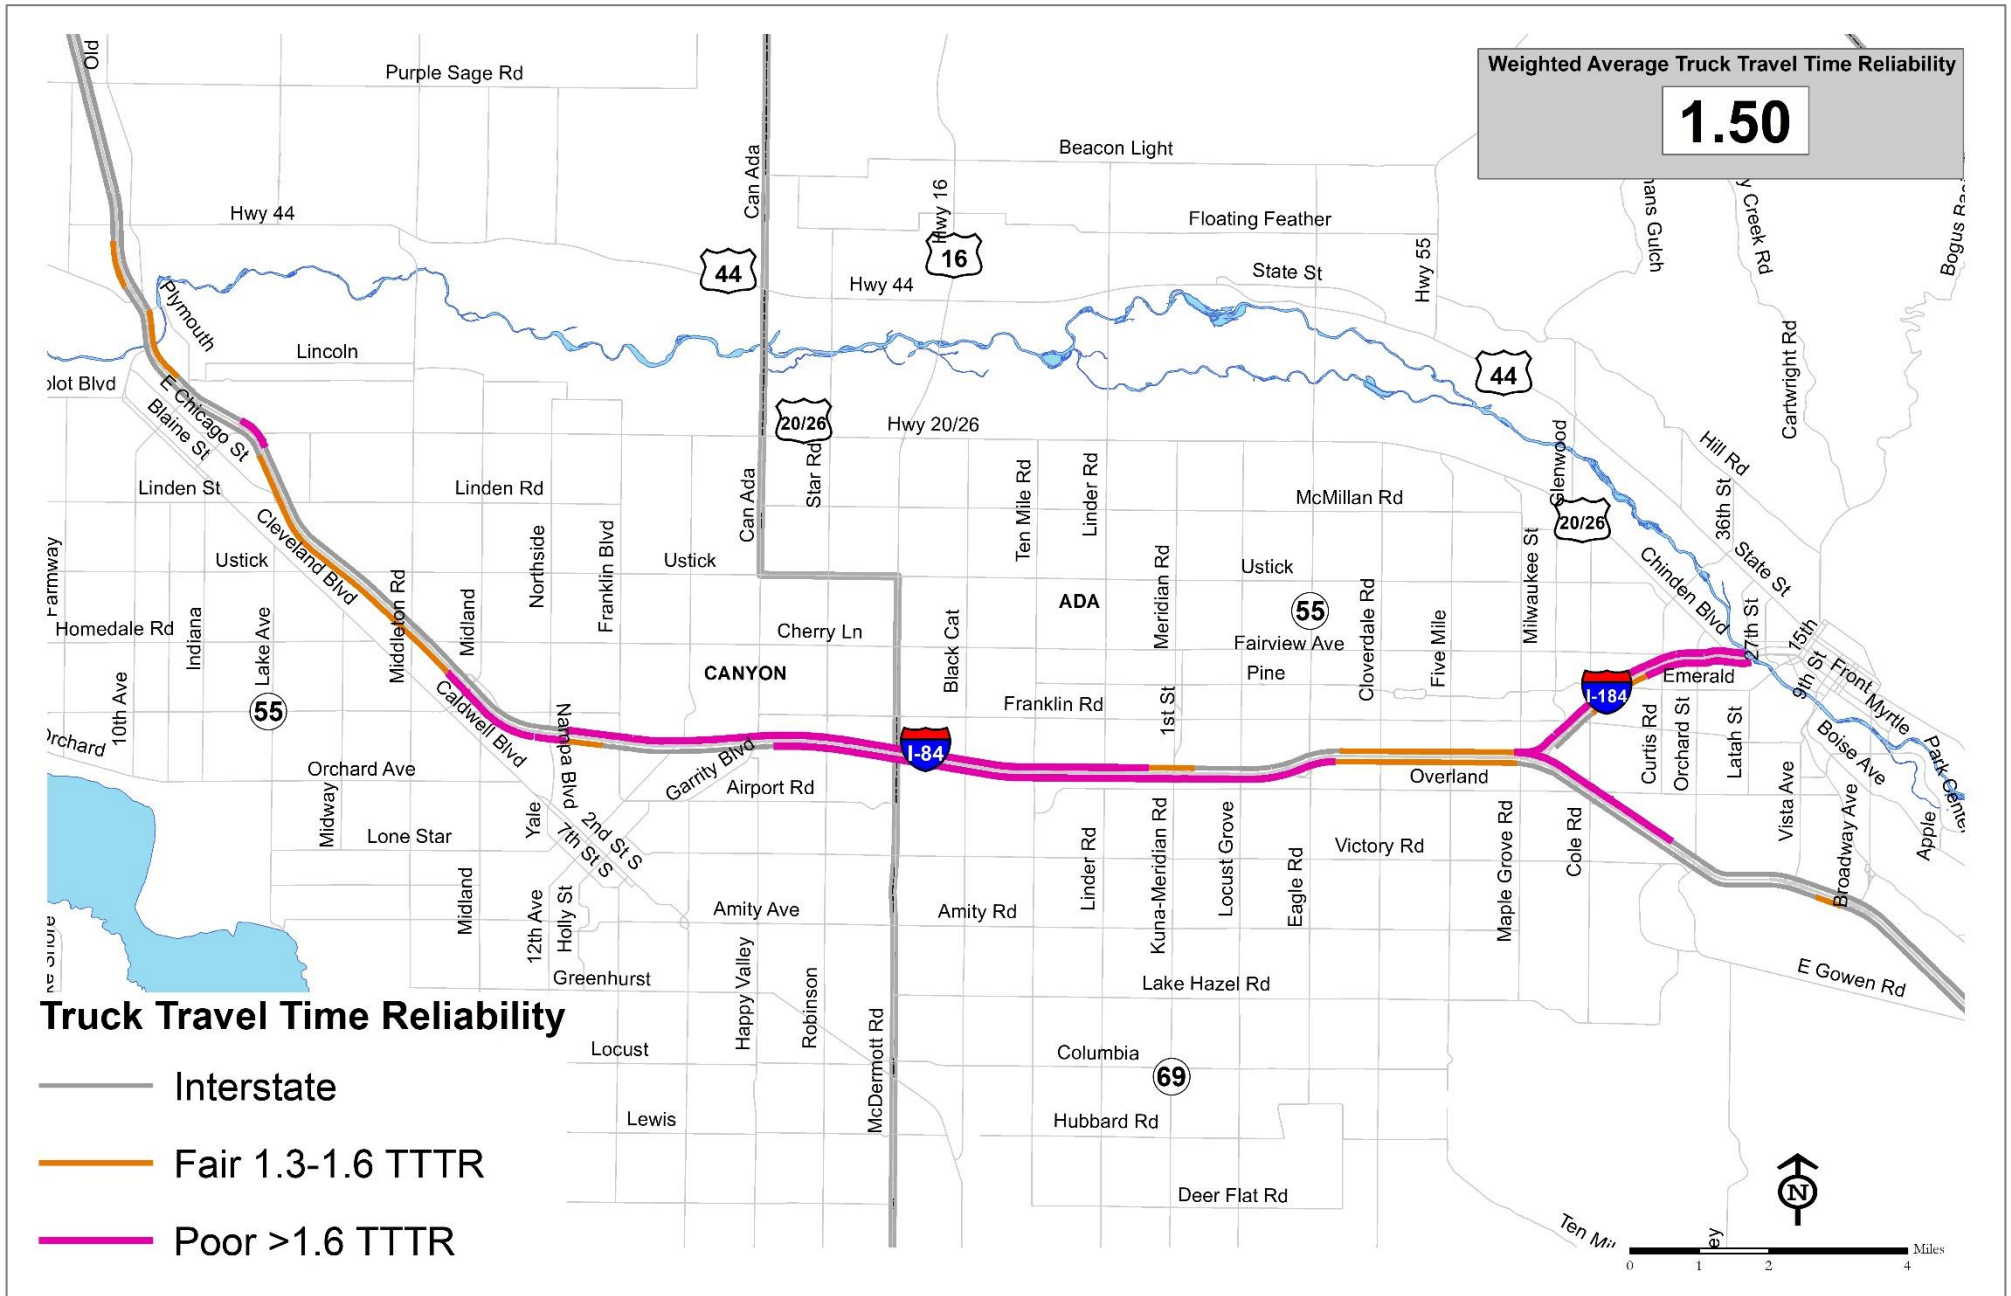 Old
Purple Sage Rd
Weighted Average Truck Travel Time Reliability
1.50
Beacon Light
Can Ada
Hwy 16
Hwy 44
Floating Feather
Hwy 55
16
44
State St
Hwy 44
Plymouth
Lincoln
Cartwright Rd
44
E Chicago St
Blaine St
20/26
Hwy 20/26
Hill Rd
Glenwood
Linden St
Linden Rd
Can Ada
Star Rd
Ten Mile Rd
Linder Rd
McMillan Rd
36th St
20/26
Cleveland Blvd
Farmway
Ustick
Northside
Franklin Blvd
Ustick
Ustick
Milwaukee St
State St
Chinden Blvd
Middleton Rd
Midland
ADA
Meridian Rd
55
Cloverdale Rd
Five Mile
27th St
15th
Homedale Rd
Indiana
Lake Ave
Cherry Ln
Black Cat
Fairview Ave
CANYON
Pine
Emerald
9th St
Front
Myrtle
I-184
10th Ave
55
Caldwell Blvd
Nampa Blvd
Franklin Rd
1st St
Curtis Rd
Orchard St
Latah St
Boise Ave
Park Center
I-84
Orchard Ave
Garrity Blvd
Airport Rd
Overland
Midway
Lone Star
Yale
2nd St S
7th St S
Linder Rd
Kuna-Meridian Rd
Locust Grove
Eagle Rd
Victory Rd
Maple Grove Rd
Cole Rd
Vista Ave
Broadway Ave
Apple
Midland
12th Ave
Holly St
Amity Ave
Amity Rd
Greenhurst
Happy Valley
Robinson
Lake Hazel Rd
E Gowen Rd
Truck Travel Time Reliability
Interstate
Fair 1.3-1.6 TTTR
Poor >1.6 TTTR
Locust
McDermott Rd
Columbia
69
Lewis
Hubbard Rd
Deer Flat Rd
N
Miles
0 1 2 4